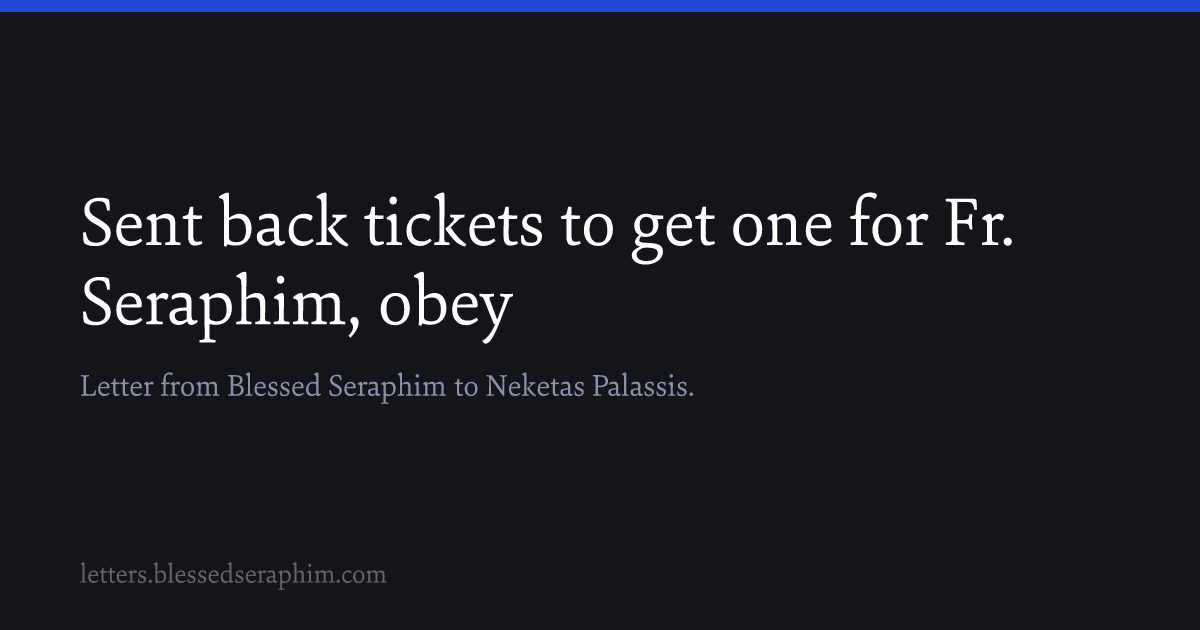 Sent back tickets to get one for Fr.
Seraphim, obey
Letter from Blessed Seraphim to Neketas Palassis.
letters.blessedseraphim.com